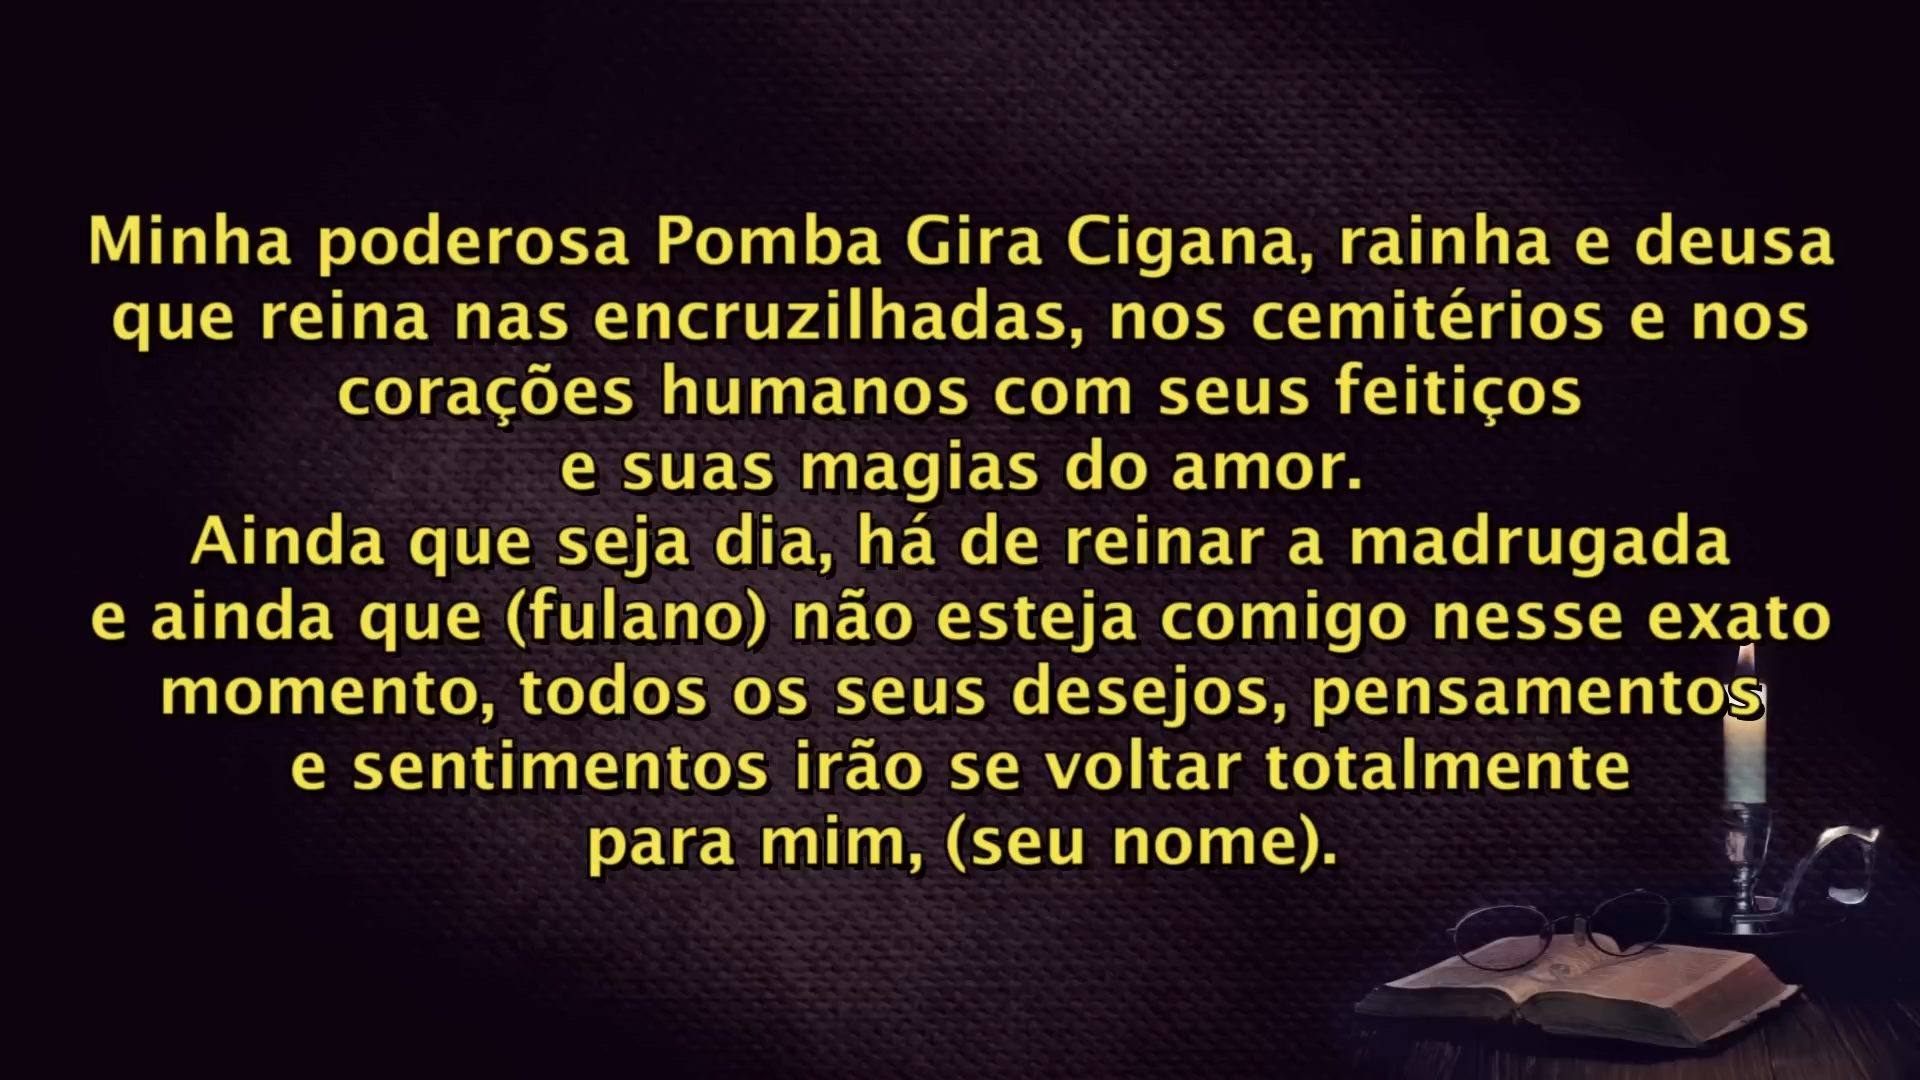 Minha poderosa Pomba Gira Cigana, rainha e deusa
que reina nas encruzilhadas, nos cemitérios e nos
corações humanos com seus feitiços
e suas magias do amor.
Ainda que seja dia, há de reinar a madrugada
e ainda que (fulano) não esteja comigo nesse exato
momento, todos os seus desejos, pensamentos
e sentimentos irão se voltar totalmente
para mim, (seu nome).